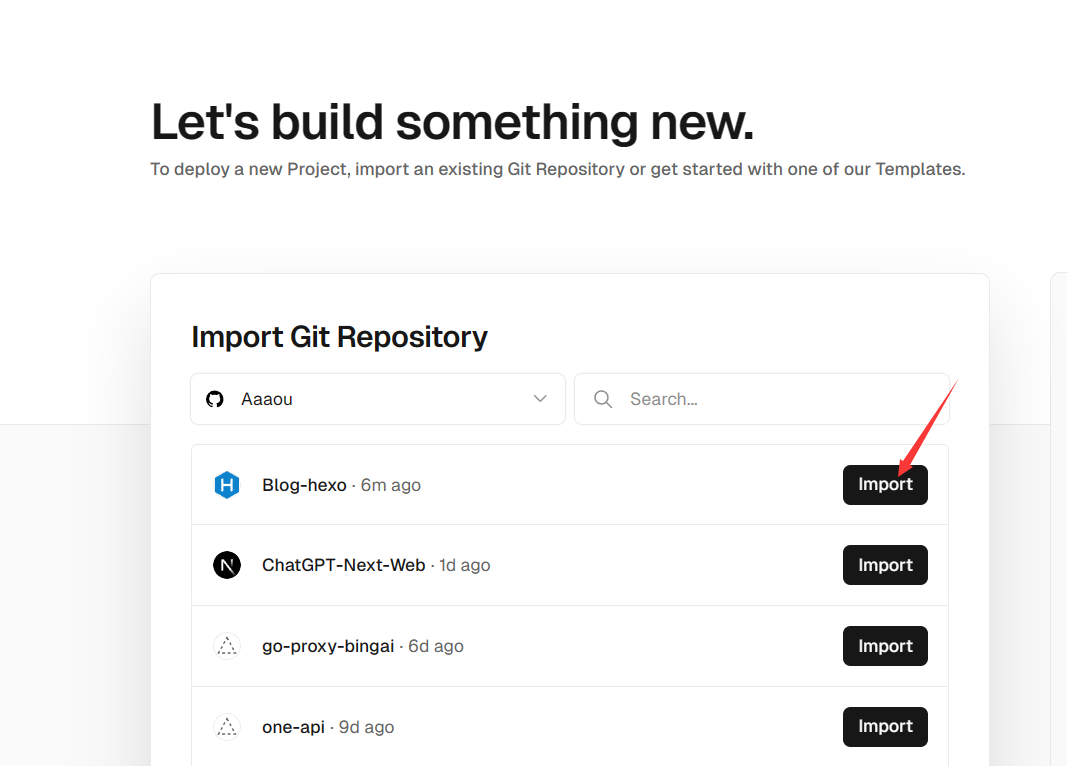 Let's build something new.
To deploy a new Project, import an existing Git Repository or get started with one of our Templates.
Import Git Repository
Aaaou
Search...
Blog-hexo · 6m ago
Import
ChatGPT-Next-Web · 1d ago
Import
go-proxy-bingai · 6d ago
Import
one-api · 9d ago
Import